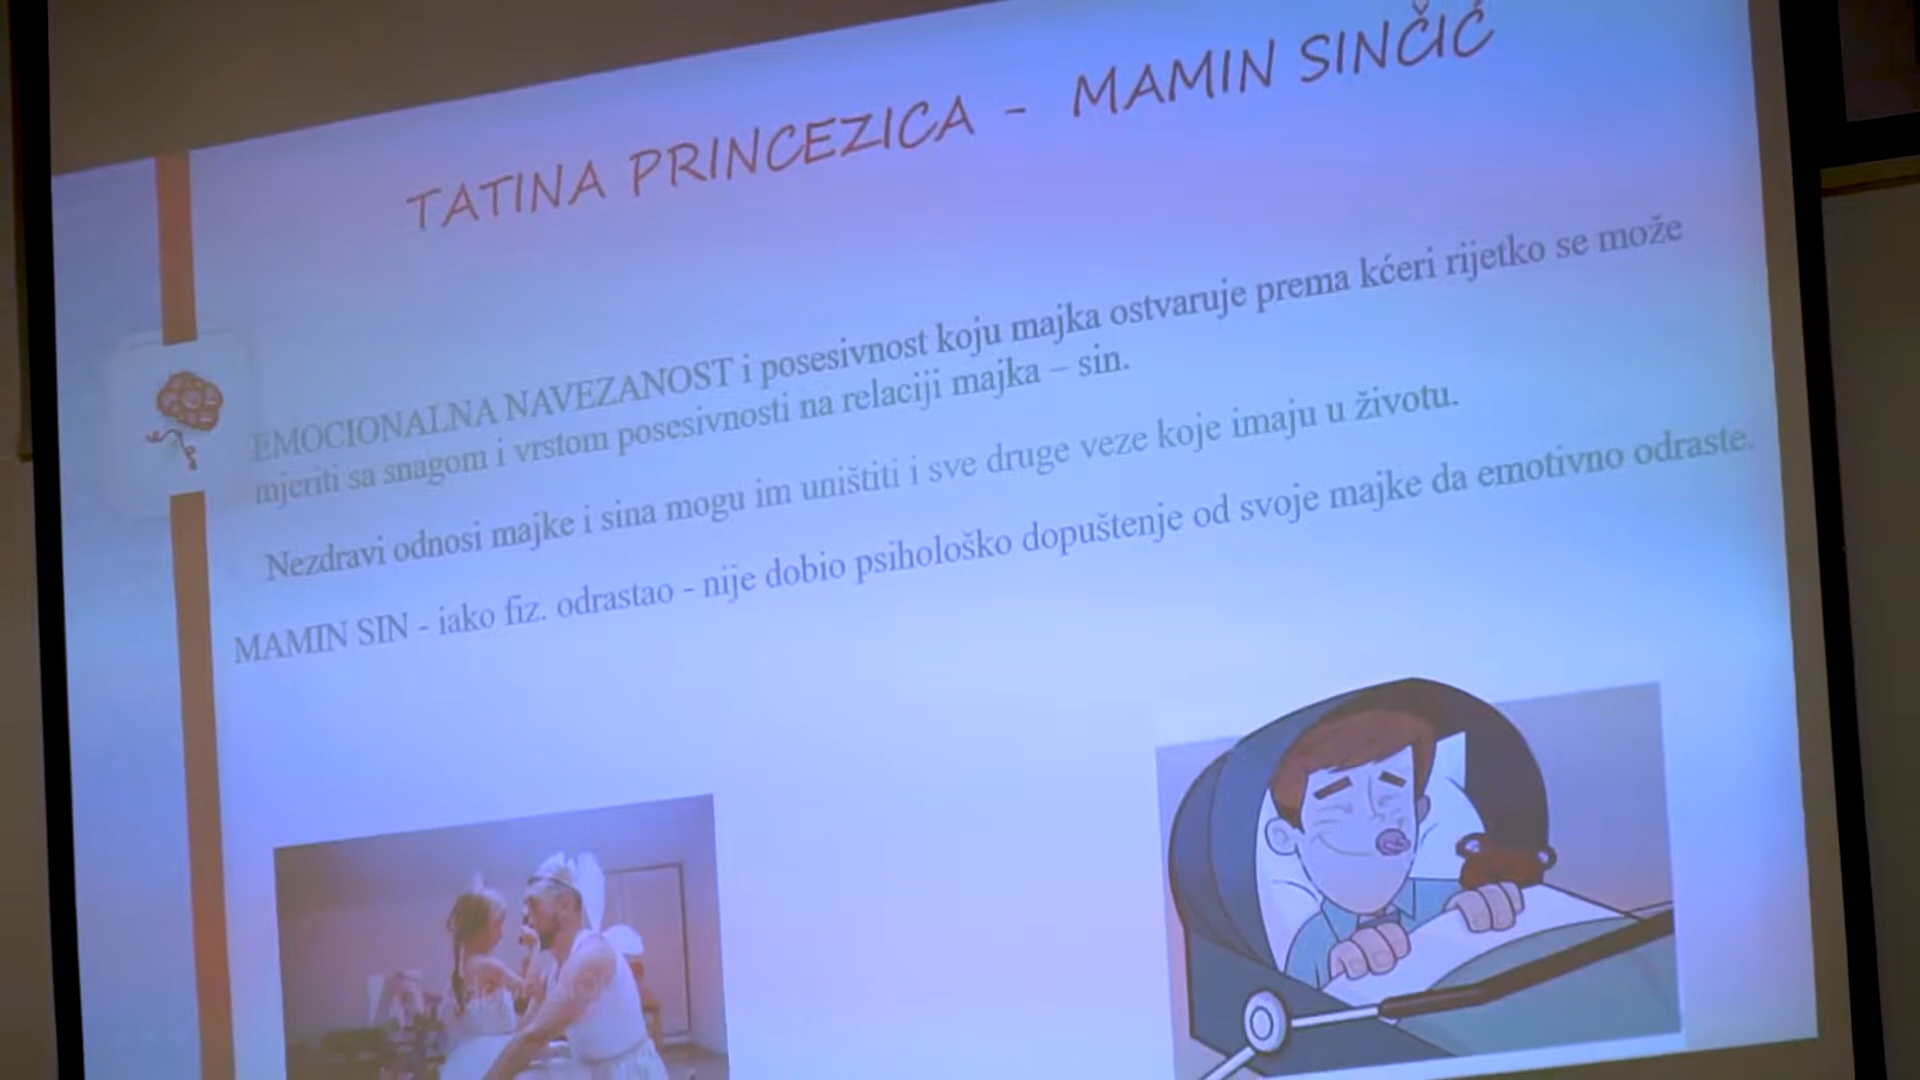 TATINA PRINCEZICA - MAMIN SINČIĆ
EMOCIONALNA NAVEZANOST i posesivnost koju majka ostvaruje prema kćeri rijetko se može
mjeriti sa snagom i vrstom posesivnosti na relaciji majka – sin.
Nezdravi odnosi majke i sina mogu im uništiti i sve druge veze koje imaju u životu.
MAMIN SIN - iako fiz. odrastao - nije dobio psihološko dopuštenje od svoje majke da emotivno odraste.